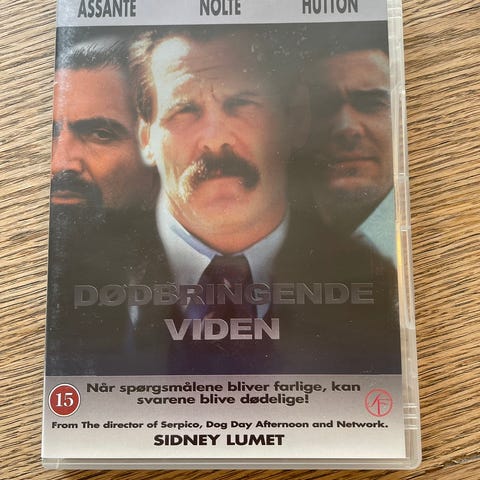 ASSANTE NOLTE HUTTON
DØDBRINGENDE
VIDEN
15
Når spørgsmålene bliver farlige, kan
svarene blive dødelige!
From The director of Serpico, Dog Day Afternoon and Network.
SIDNEY LUMET